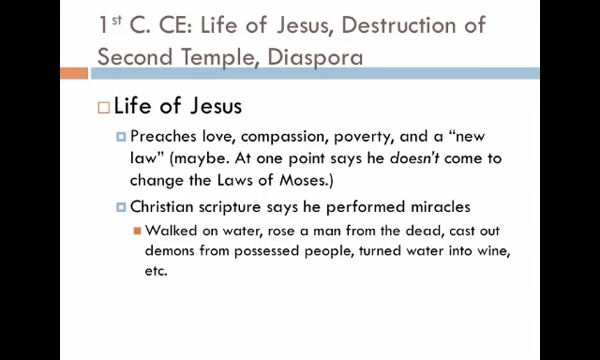 1st C. CE: Life of Jesus, Destruction of
Second Temple, Diaspora
Life of Jesus
Preaches love, compassion, poverty, and a “new
law” (maybe. At one point says he doesn’t come to
change the Laws of Moses.)
Christian scripture says he performed miracles
Walked on water, rose a man from the dead, cast out
demons from possessed people, turned water into wine,
etc.